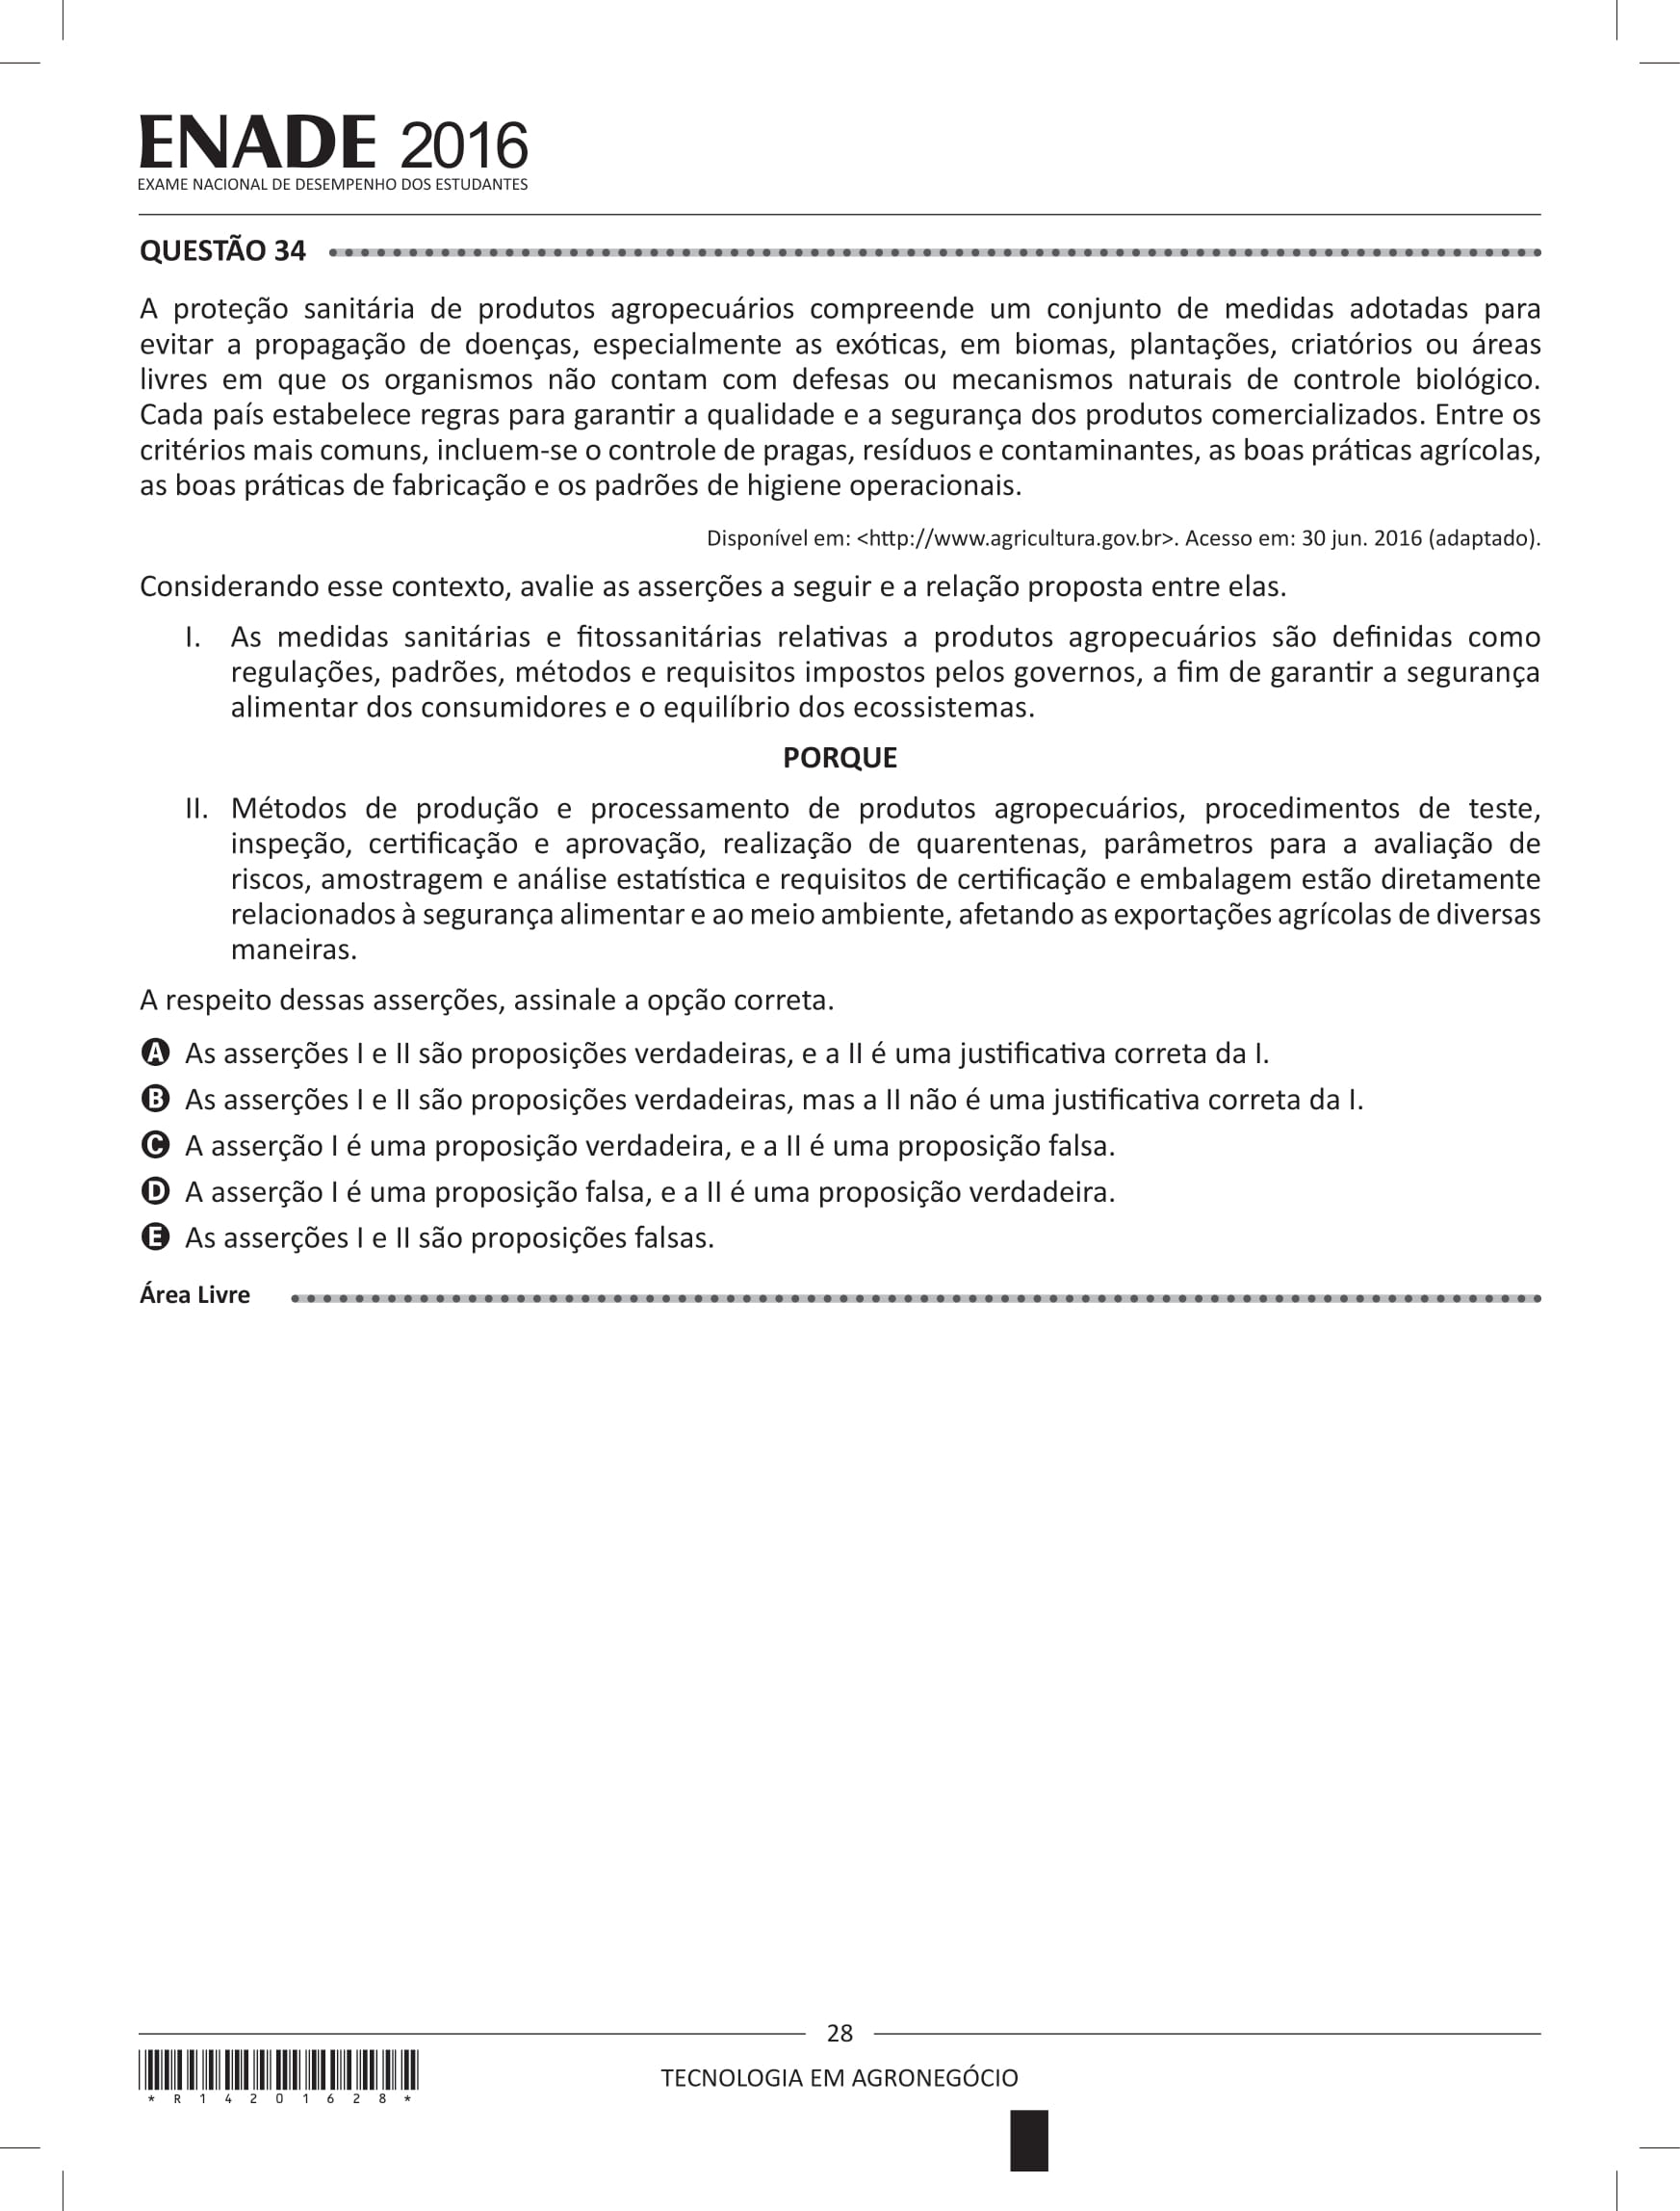 ENADE 2016
EXAME NACIONAL DE DESEMPENHO DOS ESTUDANTES
QUESTÃO 34
A proteção sanitária de produtos agropecuários compreende um conjunto de medidas adotadas para
evitar a propagação de doenças, especialmente as exóticas, em biomas, plantações, criatórios ou áreas
livres em que os organismos não contam com defesas ou mecanismos naturais de controle biológico.
Cada país estabelece regras para garantir a qualidade e a segurança dos produtos comercializados. Entre os
critérios mais comuns, incluem-se o controle de pragas, resíduos e contaminantes, as boas práticas agrícolas,
as boas práticas de fabricação e os padrões de higiene operacionais.
Disponível em: <http://www.agricultura.gov.br>. Acesso em: 30 jun. 2016 (adaptado).
Considerando esse contexto, avalie as asserções a seguir e a relação proposta entre elas.
I. As medidas sanitárias e fitossanitárias relativas a produtos agropecuários são definidas como
regulações, padrões, métodos e requisitos impostos pelos governos, a fim de garantir a segurança
alimentar dos consumidores e o equilíbrio dos ecossistemas.
PORQUE
II. Métodos de produção e processamento de produtos agropecuários, procedimentos de teste,
inspeção, certificação e aprovação, realização de quarentenas, parâmetros para a avaliação de
riscos, amostragem e análise estatística e requisitos de certificação e embalagem estão diretamente
relacionados à segurança alimentar e ao meio ambiente, afetando as exportações agrícolas de diversas
maneiras.
A respeito dessas asserções, assinale a opção correta.
A As asserções I e II são proposições verdadeiras, e a II é uma justificativa correta da I.
B As asserções I e II são proposições verdadeiras, mas a II não é uma justificativa correta da I.
C A asserção I é uma proposição verdadeira, e a II é uma proposição falsa.
D A asserção I é uma proposição falsa, e a II é uma proposição verdadeira.
E As asserções I e II são proposições falsas.
Área Livre
28
TECNOLOGIA EM AGRONEGÓCIO
* R 1 4 2 0 1 6 2 8 *